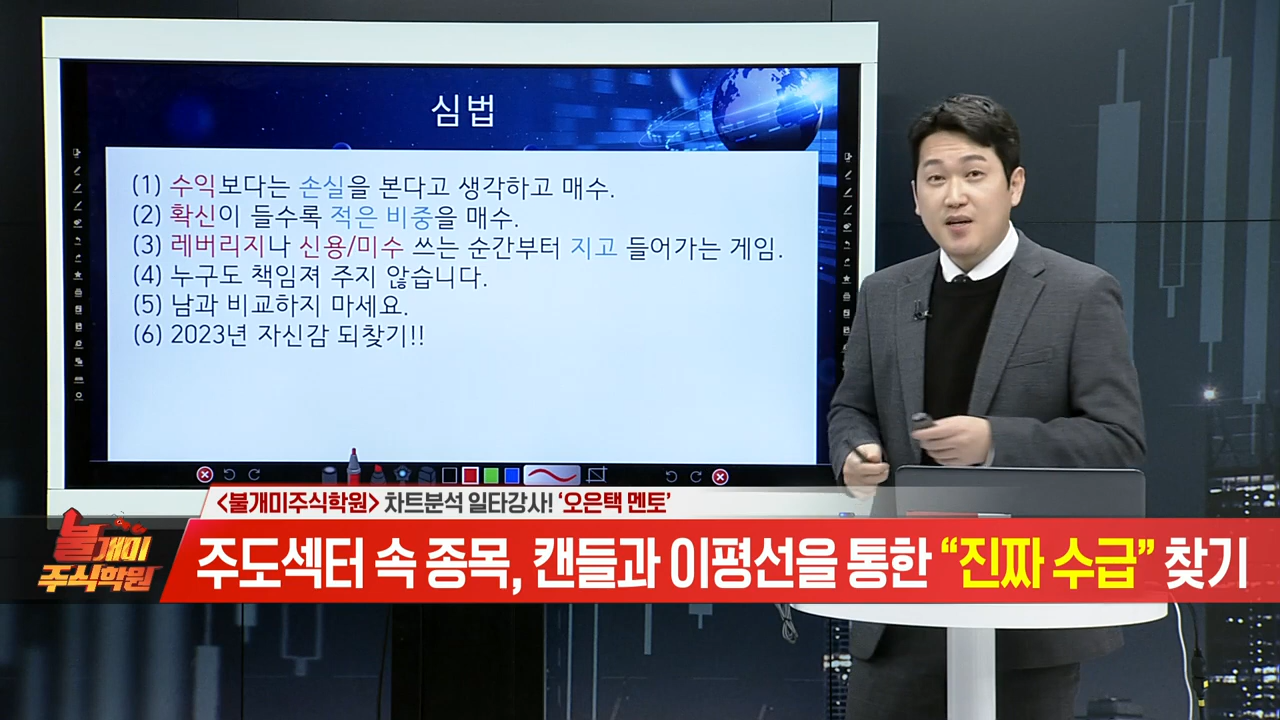 심법
(1) 수익보다는 손실을 본다고 생각하고 매수.
(2) 확신이 들수록 적은 비중을 매수.
(3) 레버리지나 신용/미수 쓰는 순간부터 지고 들어가는 게임.
(4) 누구도 책임져 주지 않습니다.
(5) 남과 비교하지 마세요.
(6) 2023년 자신감 되찾기!!
<불개미주식학원> 차트분석 일타강사! ‘오은택 멘토’
불개미
주식학원
주도섹터 속 종목, 캔들과 이평선을 통한 “진짜 수급” 찾기